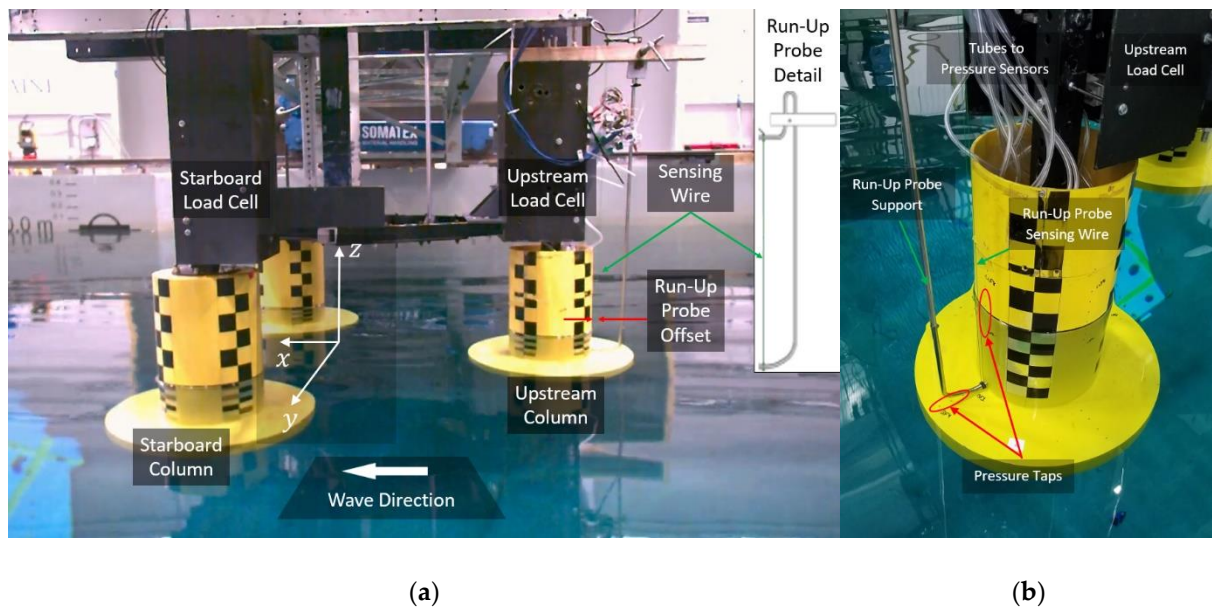 Run-Up
Probe
Detail
SOMATEX
MATERIAL HANDLING
Starboard
Load Cell
Upstream
Load Cell
Sensing
Wire
z
Run-Up
Probe
Offset
x
y
Upstream
Column
Starboard
Column
Wave Direction
(a)
Tubes to
Pressure Sensors
Upstream
Load Cell
Run-Up Probe
Support
Run-Up Probe
Sensing Wire
Pressure Taps
(b)